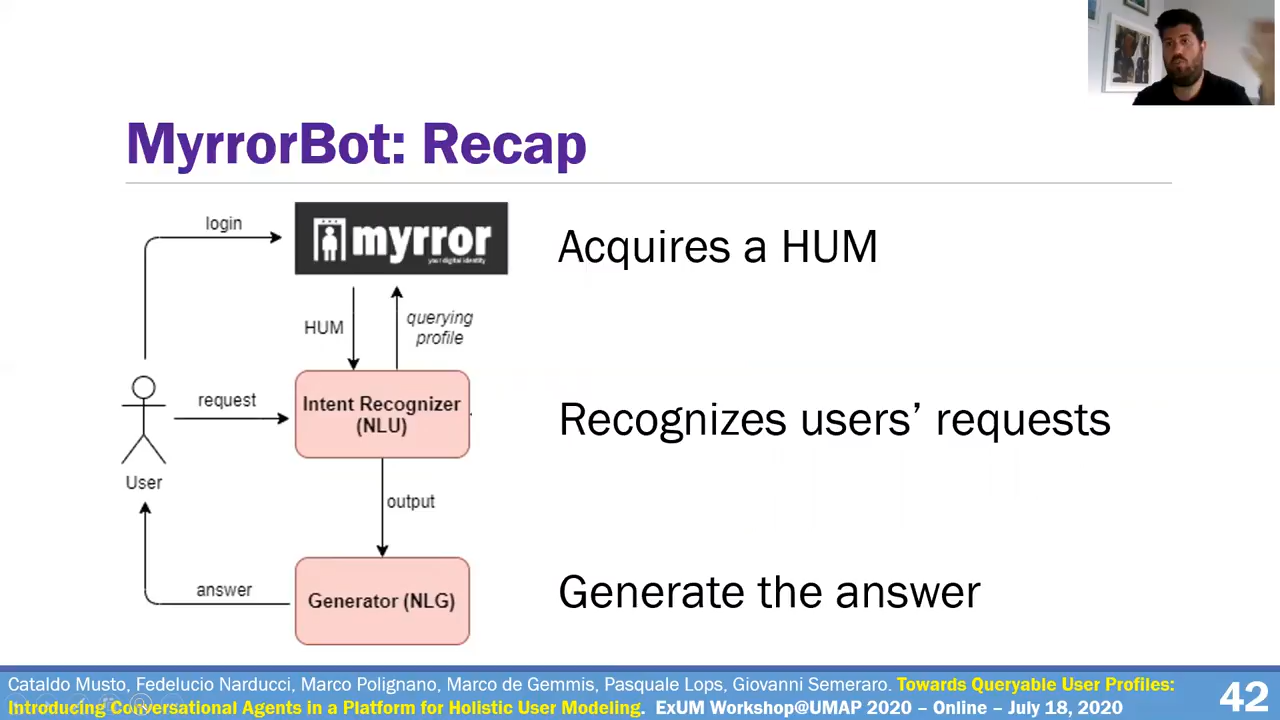 MyrrorBot: Recap
login
myrror
your digital identity
Acquires a HUM
HUM
querying
profile
request
Intent Recognizer
(NLU)
Recognizes users’ requests
User
output
answer
Generator (NLG)
Generate the answer
Cataldo Musto, Fedelucio Narducci, Marco Polignano, Marco de Gemmis, Pasquale Lops, Giovanni Semeraro. Towards Queryable User Profiles:
Introducing Conversational Agents in a Platform for Holistic User Modeling. ExUM Workshop@UMAP 2020 – Online – July 18, 2020
42